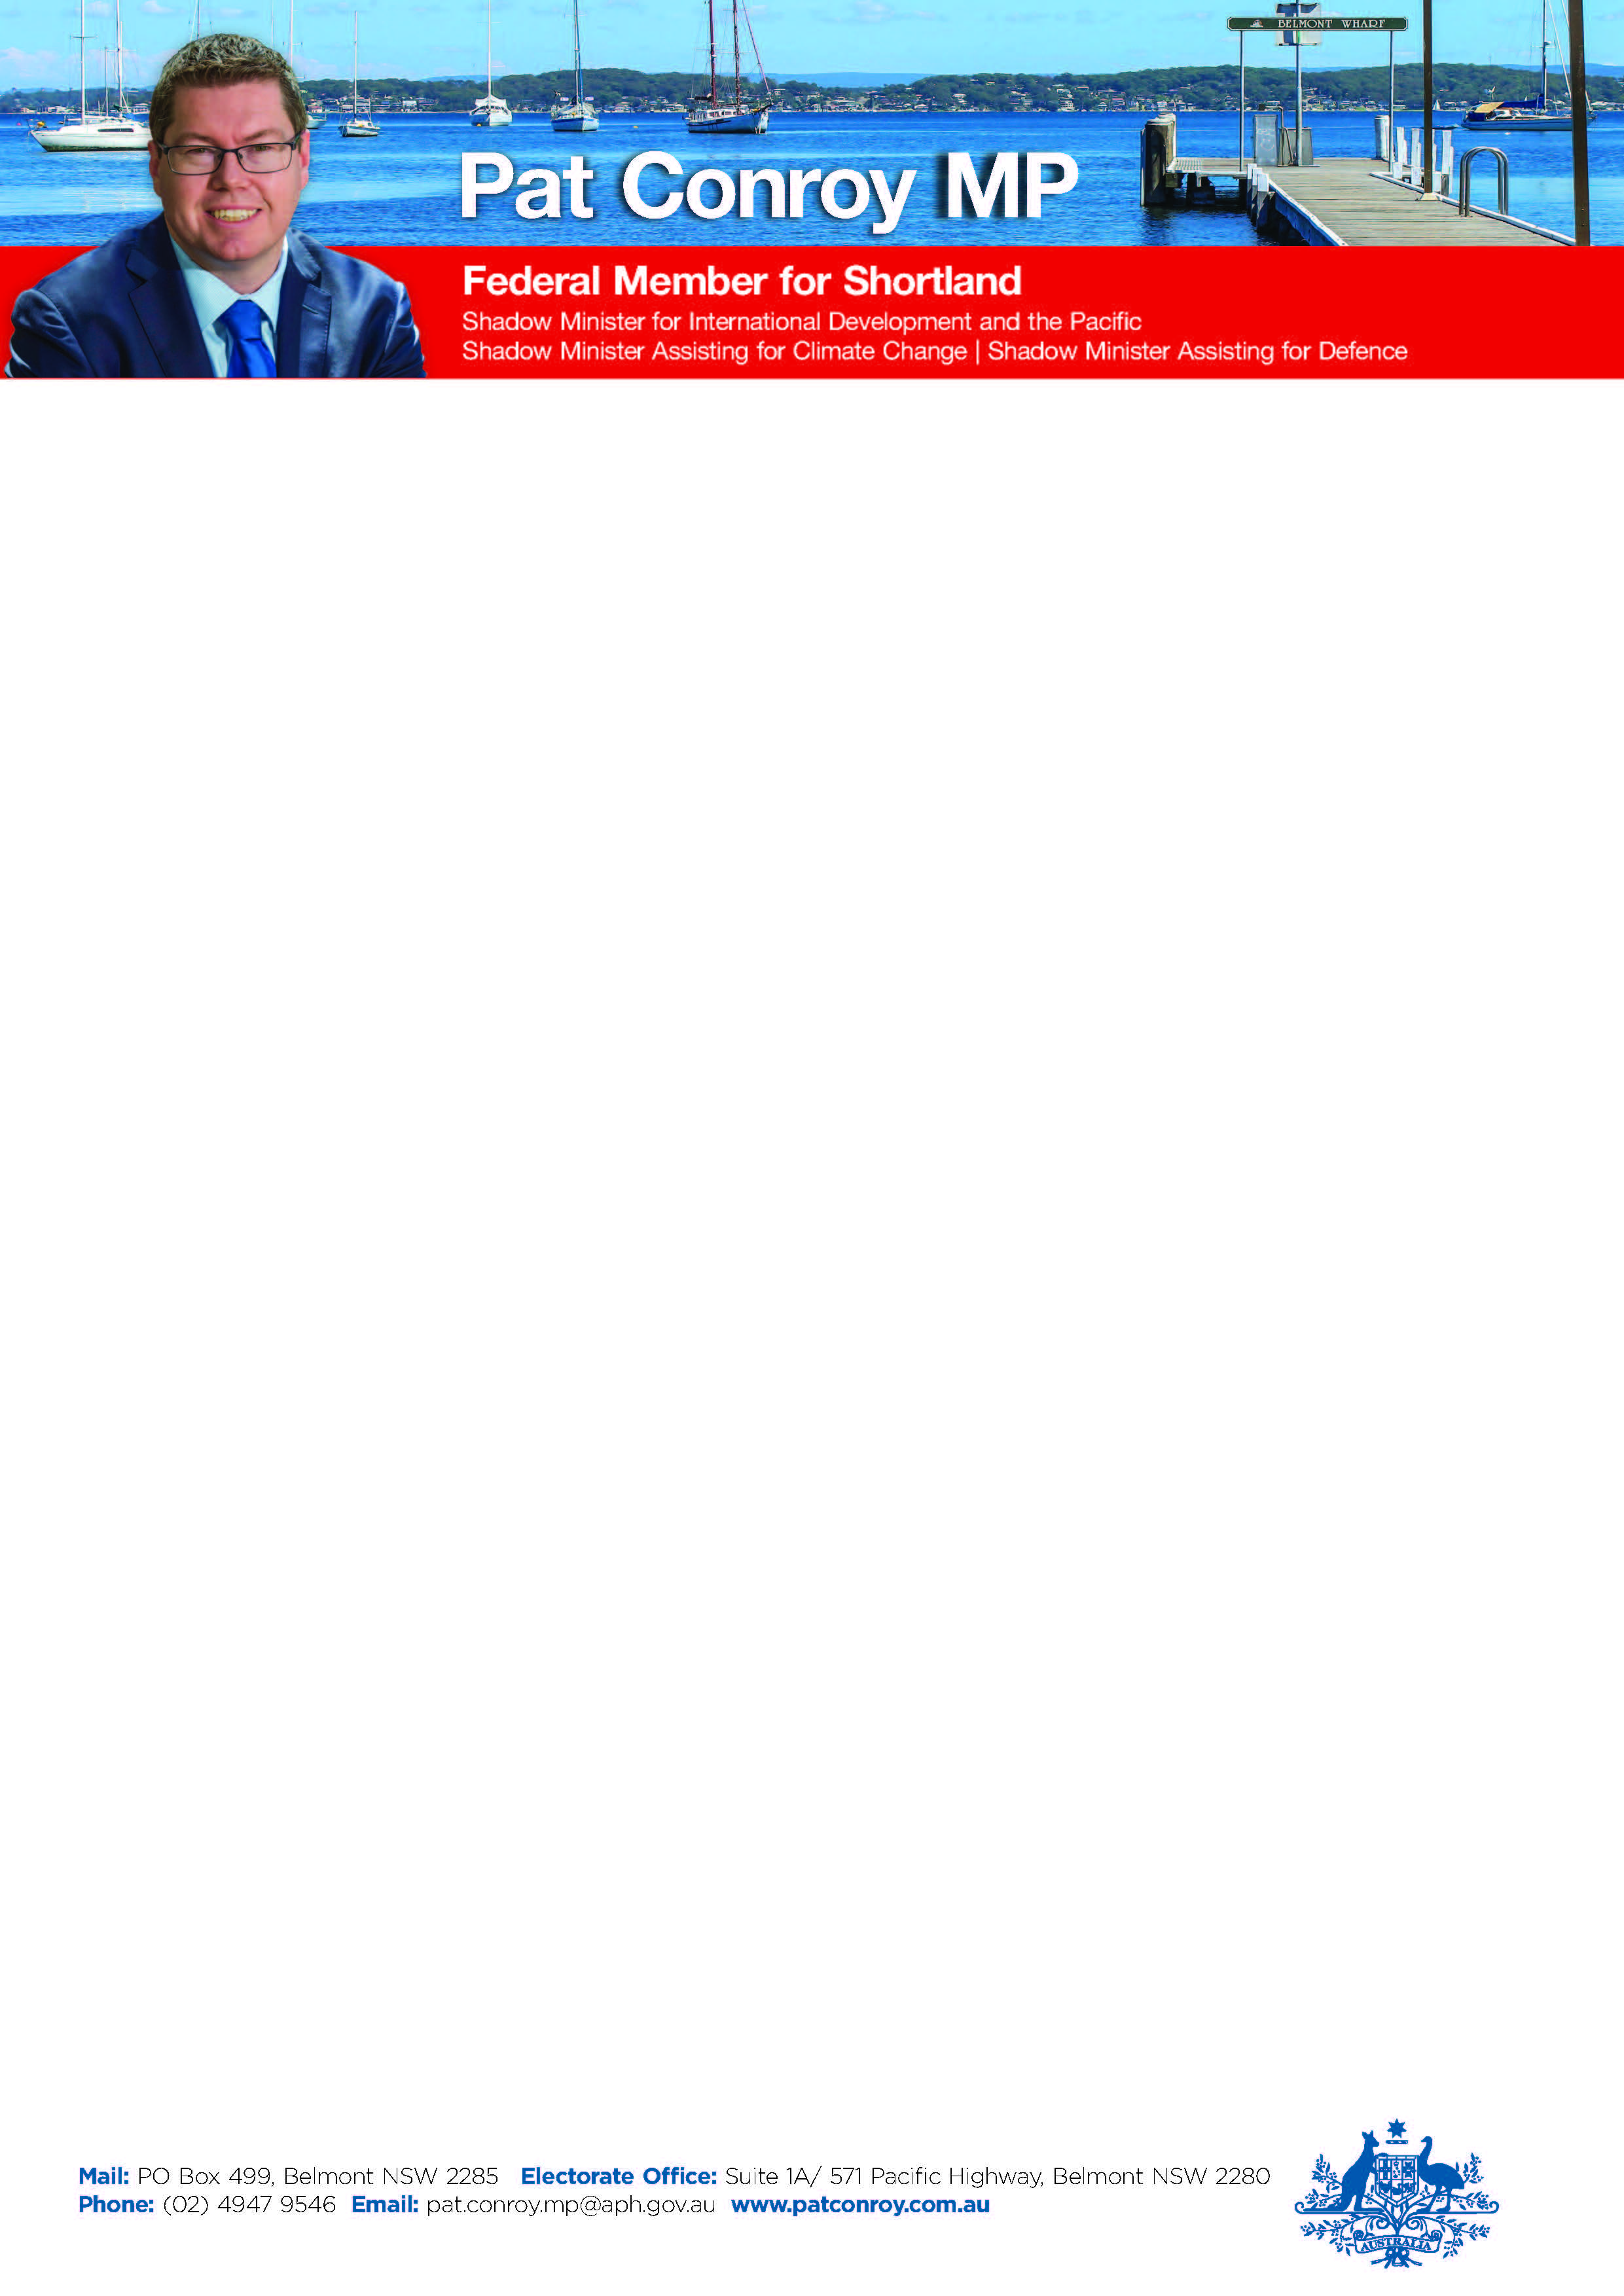 BELMONT WHARF
Pat Conroy MP
Federal Member for Shortland
Shadow Minister for International Development and the Pacific
Shadow Minister Assisting for Climate Change | Shadow Minister Assisting for Defence
Mail: PO Box 499, Belmont NSW 2285 Electorate Office: Suite 1A/ 571 Pacific Highway, Belmont NSW 2280
Phone: (02) 4947 9546 Email: pat.conroy.mp@aph.gov.au www.patconroy.com.au
AUSTRALIA